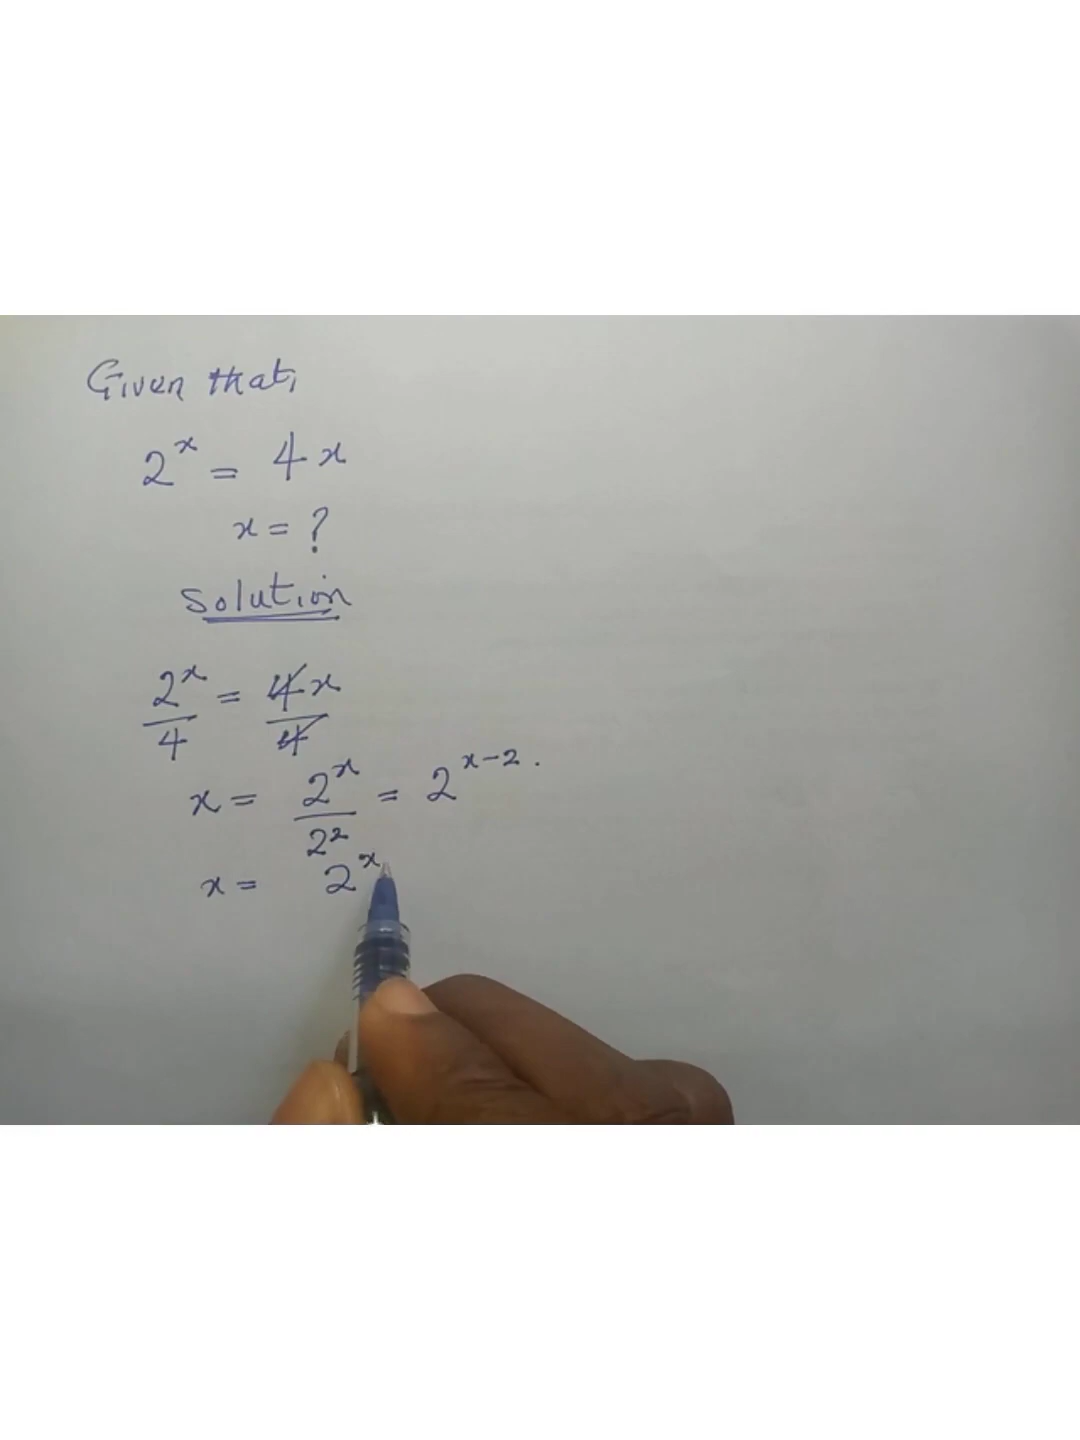 Given that,
2^x = 4x
x = ?
Solution
2^x/4 = 4x/4
x = 2^x/2^2 = 2^(x-2).
x = 2^x